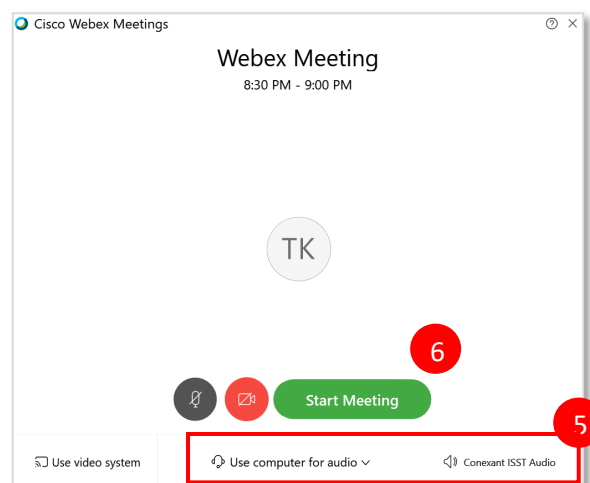 Cisco Webex Meetings
Webex Meeting
8:30 PM - 9:00 PM
TK
6
Start Meeting
5
Use video system
Use computer for audio
Conexant ISST Audio